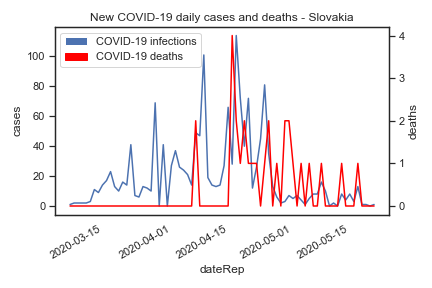 New COVID-19 daily cases and deaths - Slovakia
COVID-19 infections
COVID-19 deaths
100
80
60
40
20
0
cases
4
3
2
1
0
deaths
2020-03-15
2020-04-01
2020-04-15
2020-05-01
2020-05-15
dateRep